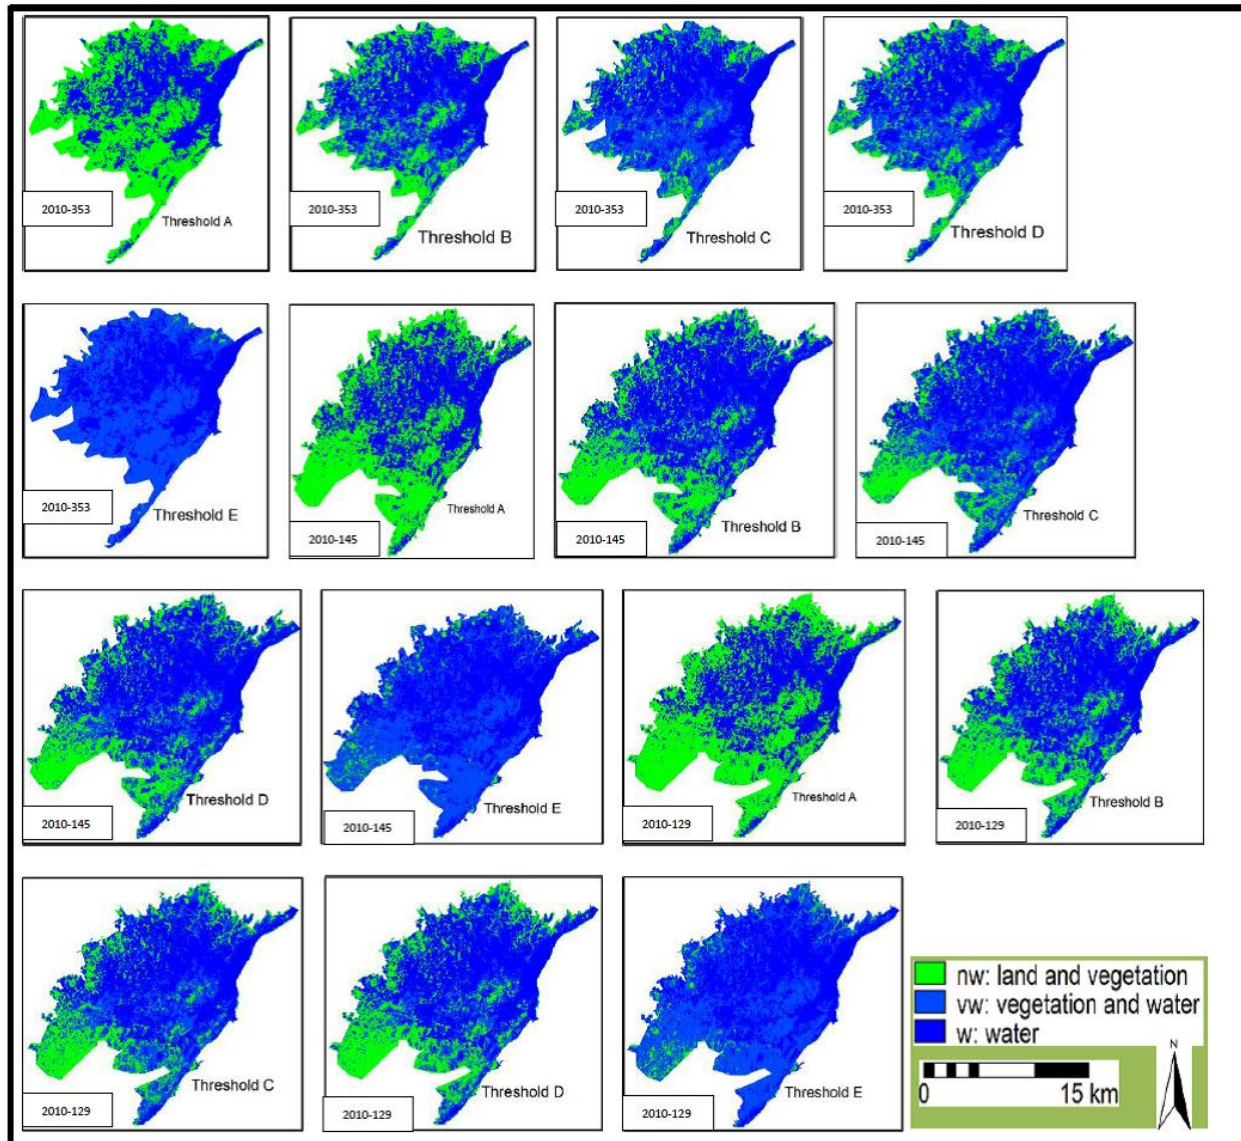 2010-353
Threshold A
2010-353
Threshold B
2010-353
Threshold C
2010-353
Threshold D
2010-353
Threshold E
2010-145
Threshold A
2010-145
Threshold B
2010-145
Threshold C
2010-145
Threshold D
2010-145
Threshold E
2010-129
Threshold A
2010-129
Threshold B
2010-129
Threshold C
2010-129
Threshold D
2010-129
Threshold E
nw: land and vegetation
vw: vegetation and water
w: water
0 15 km
N